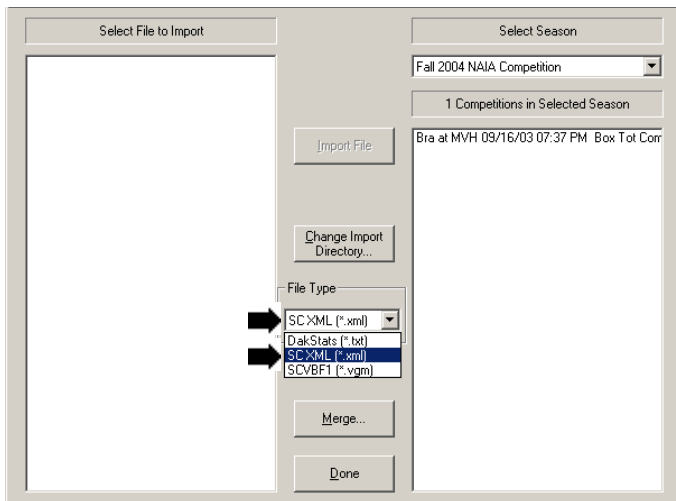 Select File to Import
Select Season
Fall 2004 NAIA Competition
1 Competitions in Selected Season
Bra at MVH 09/16/03 07:37 PM Box Tot Com
Import File
Change Import
Directory...
File Type
SC XML (*.xml)
DakStats (*.txt)
SC XML (*.xml)
SCVBF1 (*.vgm)
Merge...
Done